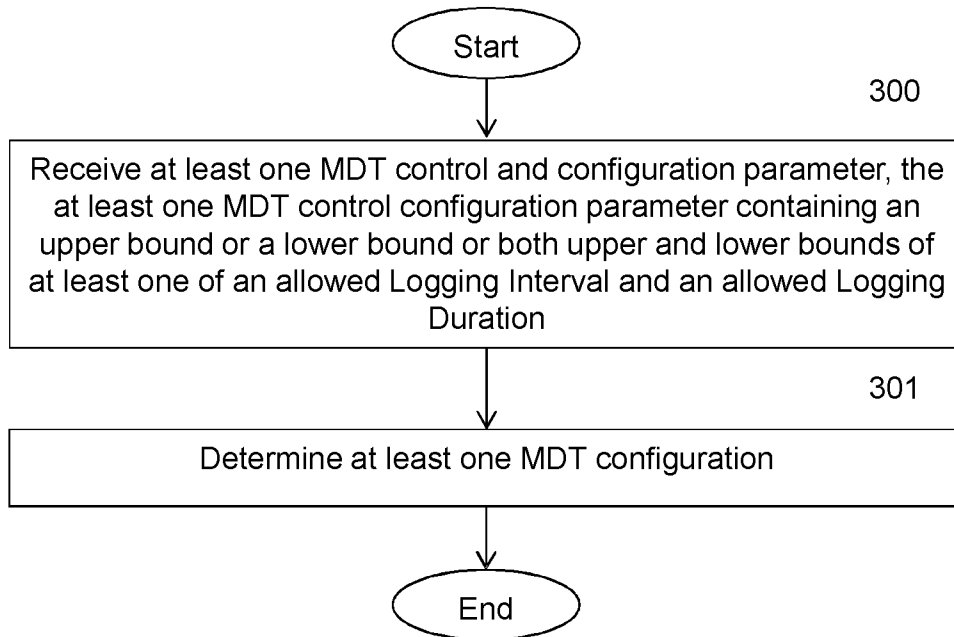 Start
300
Receive at least one MDT control and configuration parameter, the
at least one MDT control configuration parameter containing an
upper bound or a lower bound or both upper and lower bounds of
at least one of an allowed Logging Interval and an allowed Logging
Duration
301
Determine at least one MDT configuration
End